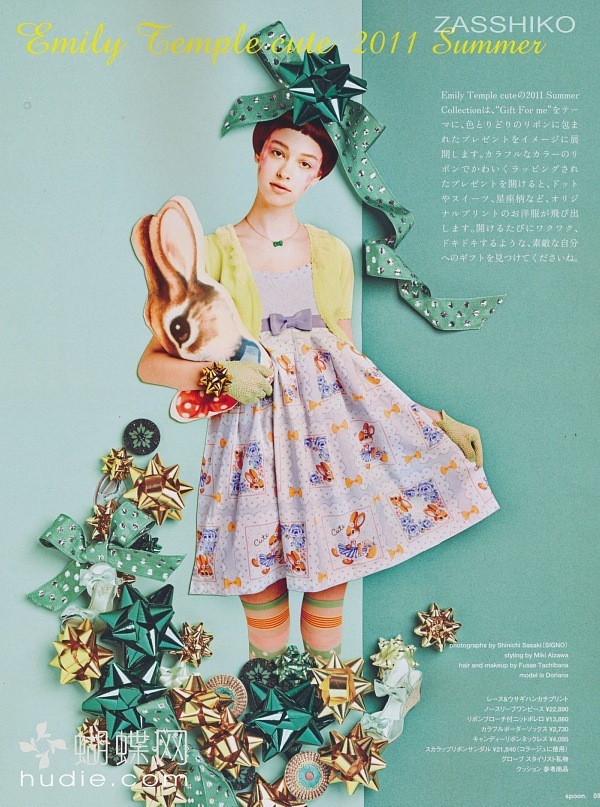 ZASSHIKO
Emily Temple cute 2011 Summer
Emily Temple cuteの2011 Summer
Collectionは、“Gift For me”をテー
マに、色とりどりのリボンに包ま
れたプレゼントをイメージに展
開します。カラフルなカラーのリ
ボンでかわいくラッピングされ
たプレゼントを開けると、ドット
やスイーツ、星座柄など、オリジ
ナルプリントのお洋服が飛び出
します。開けるたびにワクワク、
ドキドキするような、素敵な自分
へのギフトを見つけてくださいね。
Cute
Cute
photographs by Shinichi Sasaki(SIGNO)
styling by Miki Aizawa
hair and makeup by Fusae Tachibana
model is Doriano
レース&ウサギハンカチプリント
ノースリーブワンピース ¥22,890
リボンブローチ付ニットボレロ ¥13,860
カラフルボーダーソックス ¥2,730
キャンディーリボンネックレス ¥4,095
スカラップリボンサンダル ¥21,540(コラージュに使用)
グローブ スタイリスト私物
クッション 参考商品
蝴蝶网
hudie.com
spoon. 03